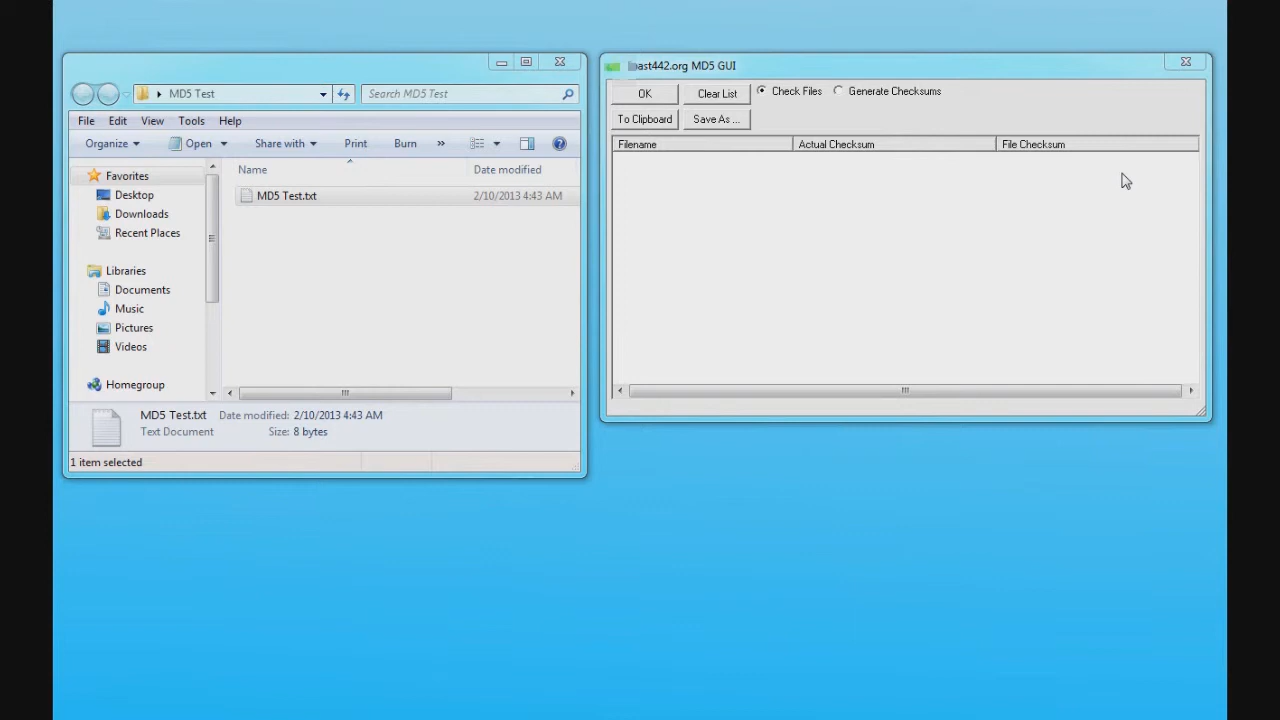 MD5 Test
Search MD5 Test
File Edit View Tools Help
Organize Open Share with Print Burn »
Favorites
Desktop
Downloads
Recent Places
Libraries
Documents
Music
Pictures
Videos
Homegroup
Name Date modified
MD5 Test.txt 2/10/2013 4:43 AM
MD5 Test.txt Date modified: 2/10/2013 4:43 AM
Text Document Size: 8 bytes
1 item selected
oast442.org MD5 GUI
OK Clear List Check Files Generate Checksums
To Clipboard Save As ...
Filename Actual Checksum File Checksum